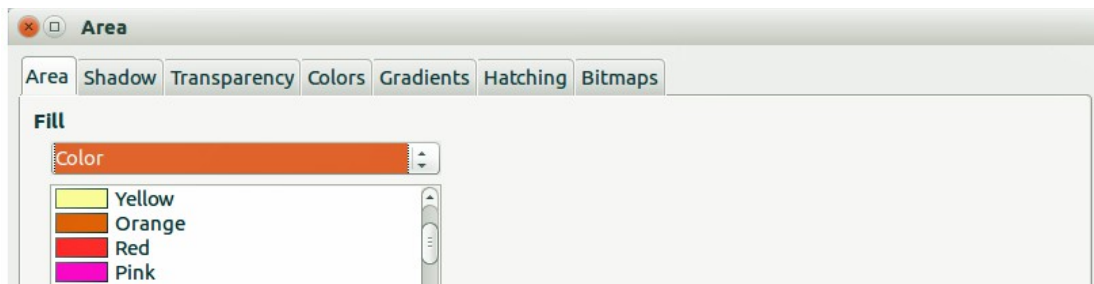 Area
Area Shadow Transparency Colors Gradients Hatching Bitmaps
Fill
Color
Yellow
Orange
Red
Pink